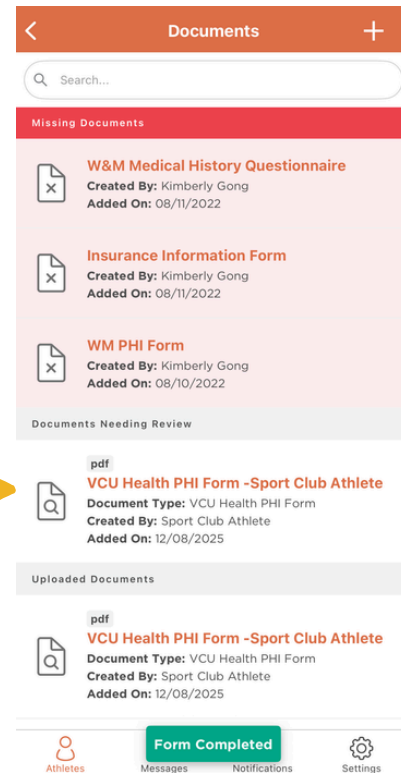 Documents
Search...
Missing Documents
W&M Medical History Questionnaire
Created By: Kimberly Gong
Added On: 08/11/2022
Insurance Information Form
Created By: Kimberly Gong
Added On: 08/11/2022
WM PHI Form
Created By: Kimberly Gong
Added On: 08/10/2022
Documents Needing Review
pdf
VCU Health PHI Form -Sport Club Athlete
Document Type: VCU Health PHI Form
Created By: Sport Club Athlete
Added On: 12/08/2025
Uploaded Documents
pdf
VCU Health PHI Form -Sport Club Athlete
Document Type: VCU Health PHI Form
Created By: Sport Club Athlete
Added On: 12/08/2025
Form Completed
Athletes Messages Notifications Settings